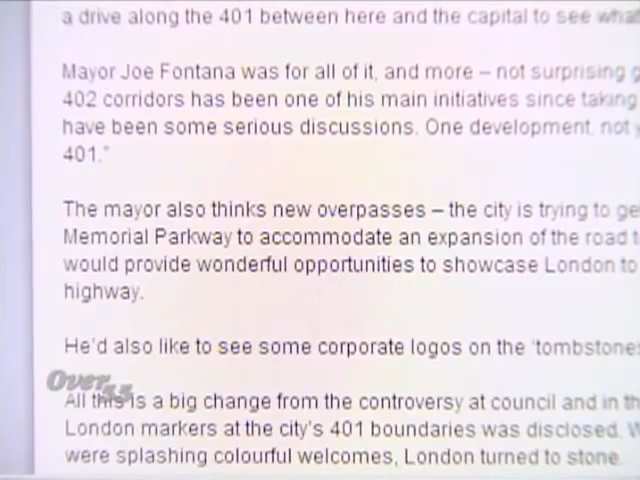 a drive along the 401 between here and the capital to see what
Mayor Joe Fontana was for all of it, and more – not surprising
402 corridors has been one of his main initiatives since taking
have been some serious discussions. One development, not
401."
The mayor also thinks new overpasses – the city is trying to
Memorial Parkway to accommodate an expansion of the road
would provide wonderful opportunities to showcase London to
highway.
He'd also like to see some corporate logos on the 'tombstones
Over 55
All this is a big change from the controversy at council and in
London markers at the city's 401 boundaries was disclosed.
were splashing colourful welcomes, London turned to stone.